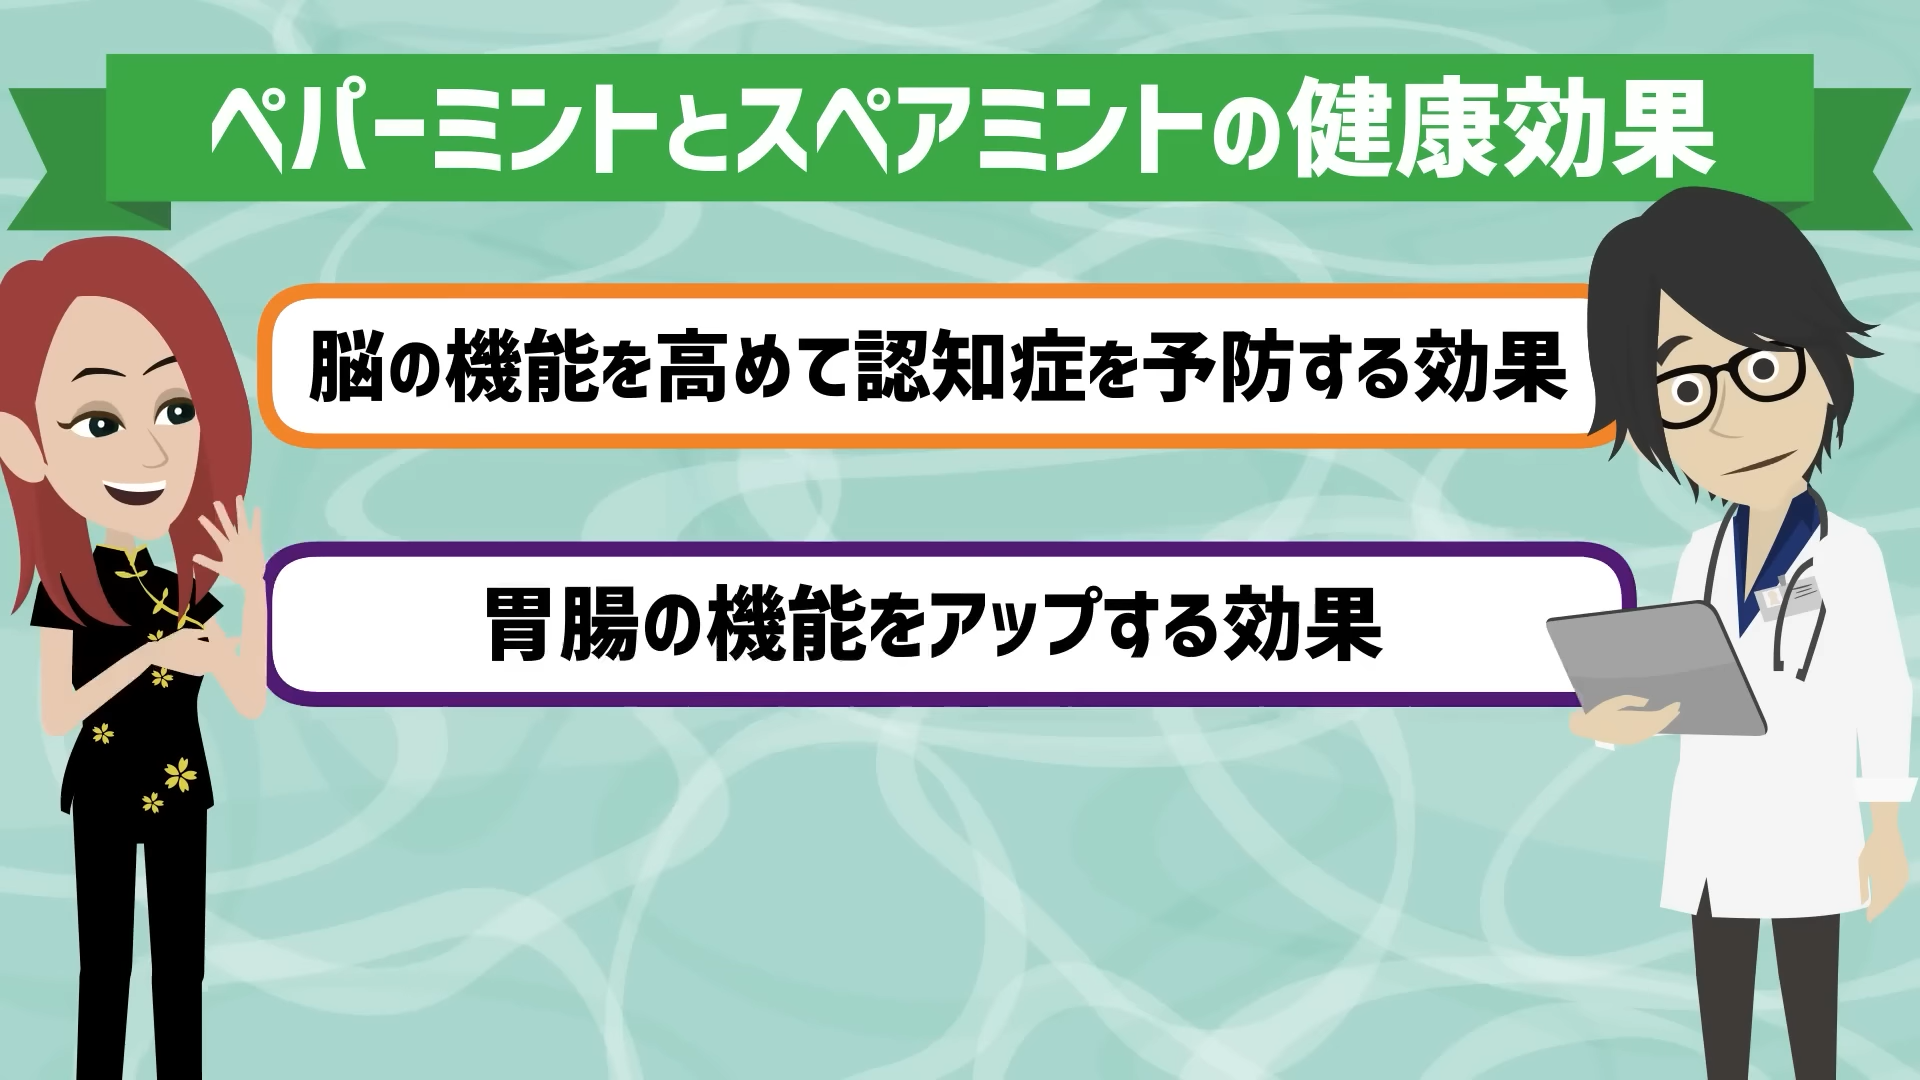 ペパーミントとスペアミントの健康効果
脳の機能を高めて認知症を予防する効果
胃腸の機能をアップする効果